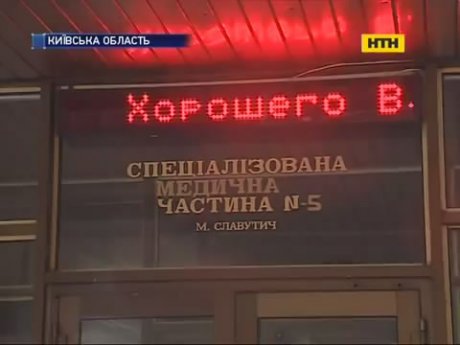 КИЇВСЬКА ОБЛАСТЬ
НТН
Хорошего В.
СПЕЦІАЛІЗОВАНА
МЕДИЧНА
ЧАСТИНА N-5
М. СЛАВУТИЧ